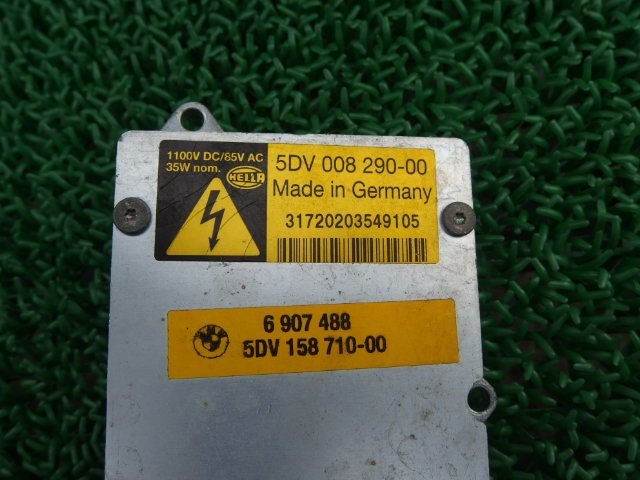 1100V DC/85V AC
35W nom.
HELLA
5DV 008 290-00
Made in Germany
31720203549105
6 907 488
5DV 158 710-00